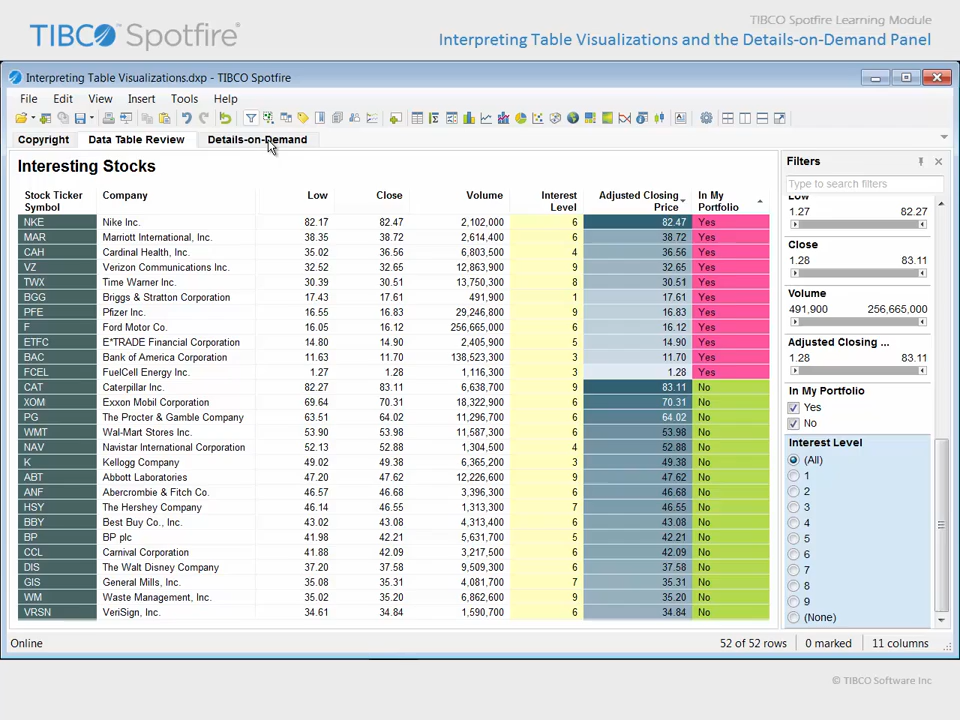 TIBCO Spotfire®
TIBCO Spotfire Learning Module
Interpreting Table Visualizations and the Details-on-Demand Panel
Interpreting Table Visualizations.dxp - TIBCO Spotfire
File Edit View Insert Tools Help
Copyright Data Table Review Details-on-Demand
Interesting Stocks
Stock Ticker Symbol Company Low Close Volume Interest Level Adjusted Closing Price In My Portfolio
NKE Nike Inc. 82.17 82.47 2,102,000 6 82.47 Yes
MAR Marriott International, Inc. 38.35 38.72 2,614,400 6 38.72 Yes
CAH Cardinal Health, Inc. 35.02 36.56 6,803,500 4 36.56 Yes
VZ Verizon Communications Inc. 32.52 32.65 12,863,900 9 32.65 Yes
TWX Time Warner Inc. 30.39 30.51 13,750,300 8 30.51 Yes
BGG Briggs & Stratton Corporation 17.43 17.61 491,900 1 17.61 Yes
PFE Pfizer Inc. 16.55 16.83 29,246,800 9 16.83 Yes
F Ford Motor Co. 16.05 16.12 256,665,000 6 16.12 Yes
ETFC E*TRADE Financial Corporation 14.80 14.90 2,405,900 5 14.90 Yes
BAC Bank of America Corporation 11.63 11.70 138,523,300 3 11.70 Yes
FCEL FuelCell Energy Inc. 1.27 1.28 1,116,300 3 1.28 Yes
CAT Caterpillar Inc. 82.27 83.11 6,638,700 9 83.11 No
XOM Exxon Mobil Corporation 69.64 70.31 18,322,900 6 70.31 No
PG The Procter & Gamble Company 63.51 64.02 11,296,700 6 64.02 No
WMT Wal-Mart Stores Inc. 53.90 53.98 11,587,300 6 53.98 No
NAV Navistar International Corporation 52.13 52.88 1,304,500 4 52.88 No
K Kellogg Company 49.02 49.38 6,365,200 3 49.38 No
ABT Abbott Laboratories 47.20 47.62 12,226,600 9 47.62 No
ANF Abercrombie & Fitch Co. 46.57 46.68 3,396,300 6 46.68 No
HSY The Hershey Company 46.14 46.55 1,313,300 7 46.55 No
BBY Best Buy Co., Inc. 43.02 43.08 4,313,400 6 43.08 No
BP BP plc 41.98 42.21 5,631,700 5 42.21 No
CCL Carnival Corporation 41.88 42.09 3,217,500 6 42.09 No
DIS The Walt Disney Company 37.20 37.58 9,509,300 6 37.58 No
GIS General Mills, Inc. 35.08 35.31 4,081,700 7 35.31 No
WM Waste Management, Inc. 35.02 35.20 6,862,600 9 35.20 No
VRSN VeriSign, Inc. 34.61 34.84 1,590,700 6 34.84 No
Filters
Type to search filters
Low
1.27 82.27
Close
1.28 83.11
Volume
491,900 256,665,000
Adjusted Closing ...
1.28 83.11
In My Portfolio
Yes
No
Interest Level
(All)
1
2
3
4
5
6
7
8
9
(None)
Online 52 of 52 rows 0 marked 11 columns
© TIBCO Software Inc